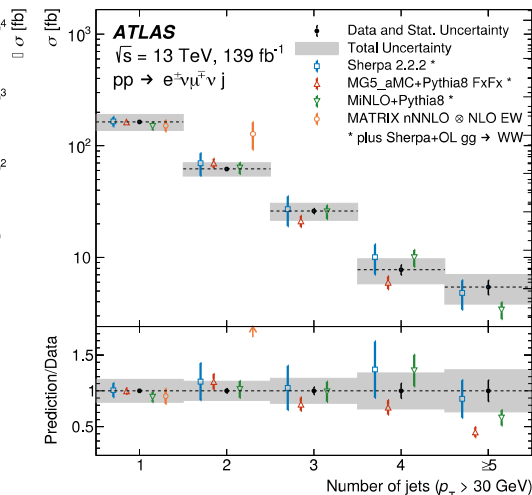 σ [fb]
σ [fb]
ATLAS
√s = 13 TeV, 139 fb⁻¹
pp → e±νμ∓ν j
Data and Stat. Uncertainty
Total Uncertainty
Sherpa 2.2.2 *
MG5_aMC+Pythia8 FxFx *
MiNLO+Pythia8 *
MATRIX nNNLO ⊗ NLO EW
* plus Sherpa+OL gg → WW
10³
10²
10
Prediction/Data
1.5
1
0.5
1 2 3 4 ≥5
Number of jets (p_T > 30 GeV)